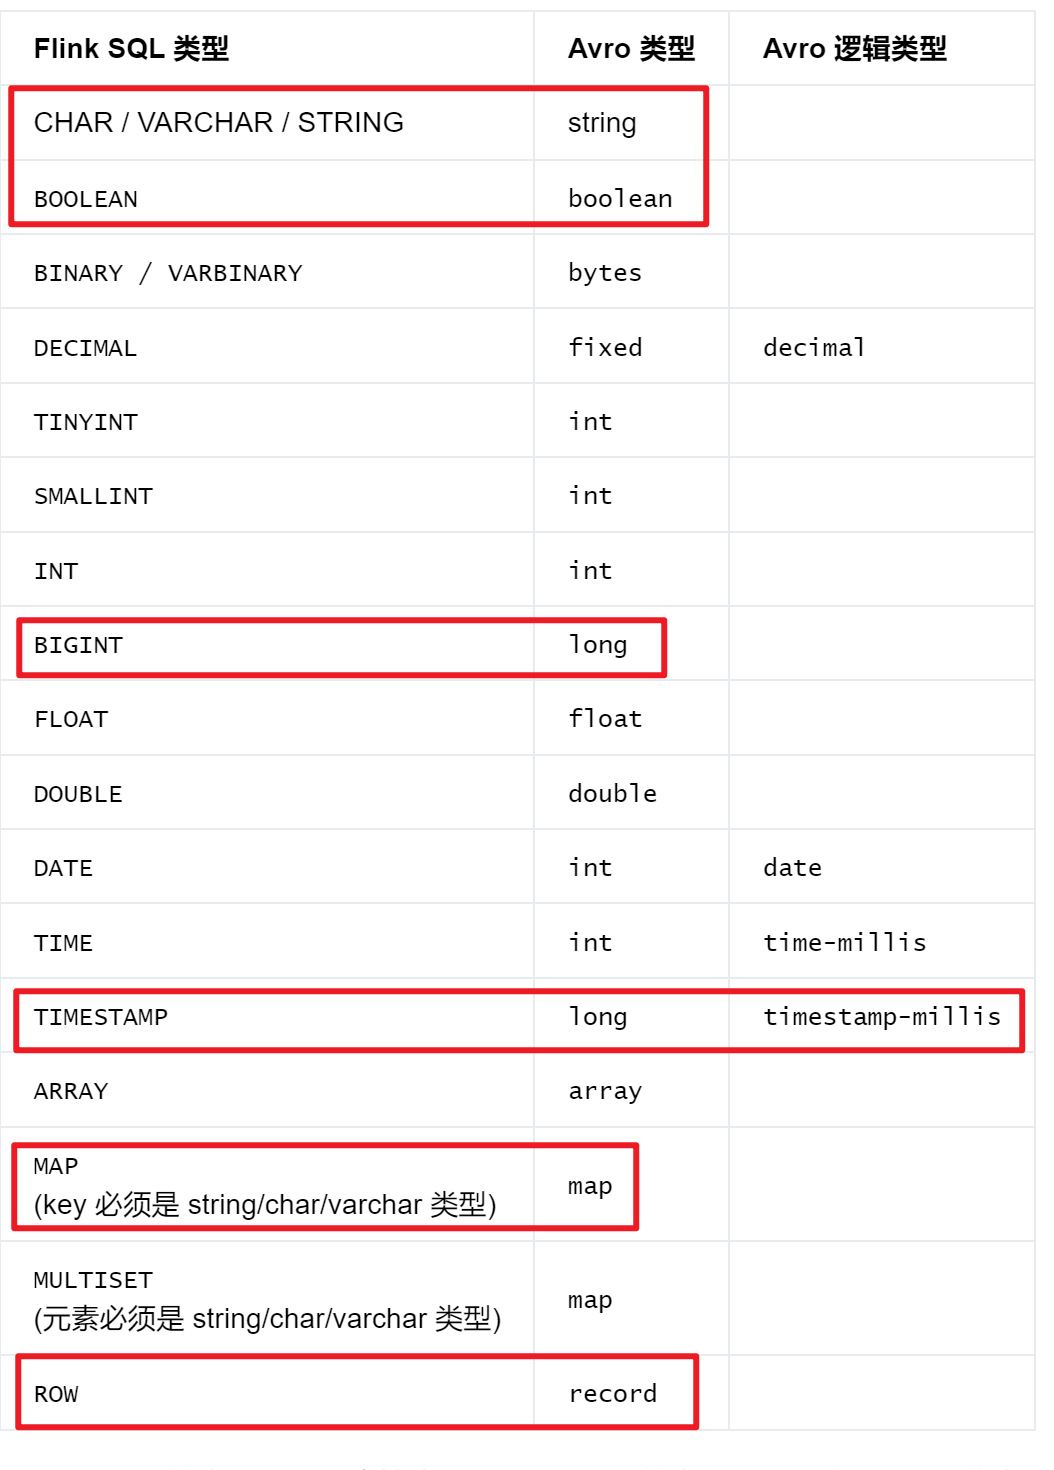 Flink SQL 类型 Avro 类型 Avro 逻辑类型
CHAR / VARCHAR / STRING string
BOOLEAN boolean
BINARY / VARBINARY bytes
DECIMAL fixed decimal
TINYINT int
SMALLINT int
INT int
BIGINT long
FLOAT float
DOUBLE double
DATE int date
TIME int time-millis
TIMESTAMP long timestamp-millis
ARRAY array
MAP
(key 必须是 string/char/varchar 类型) map
MULTISET
(元素必须是 string/char/varchar 类型) map
ROW record